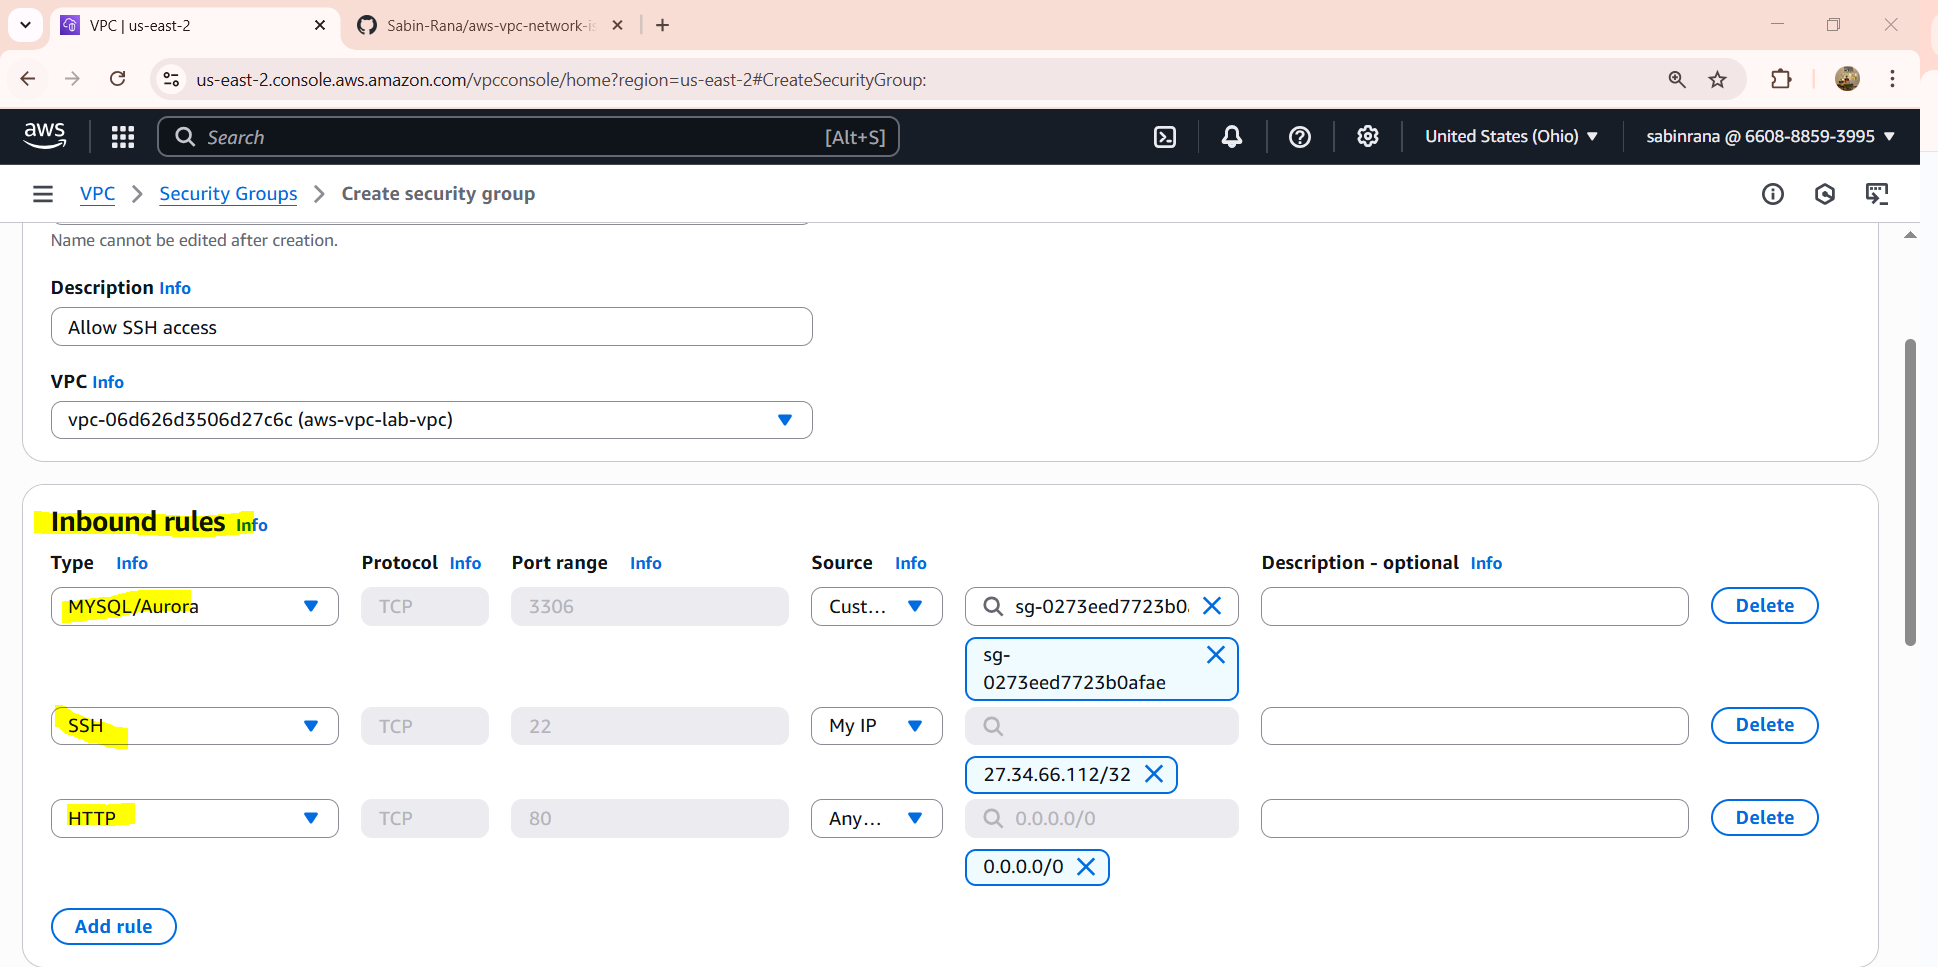 VPC | us-east-2
Sabin-Rana/aws-vpc-network-is
us-east-2.console.aws.amazon.com/vpcconsole/home?region=us-east-2#CreateSecurityGroup:
aws
Search [Alt+S]
United States (Ohio)
sabinrana @ 6608-8859-3995
VPC
Security Groups
Create security group
Name cannot be edited after creation.
Description Info
Allow SSH access
VPC Info
vpc-06d626d3506d27c6c (aws-vpc-lab-vpc)
Inbound rules Info
Type Info Protocol Info Port range Info Source Info Description - optional Info
MYSQL/Aurora TCP 3306 Cust... sg-0273eed7723b0 Delete
sg-
0273eed7723b0afae
SSH TCP 22 My IP Delete
27.34.66.112/32
HTTP TCP 80 Any... 0.0.0.0/0 Delete
0.0.0.0/0
Add rule